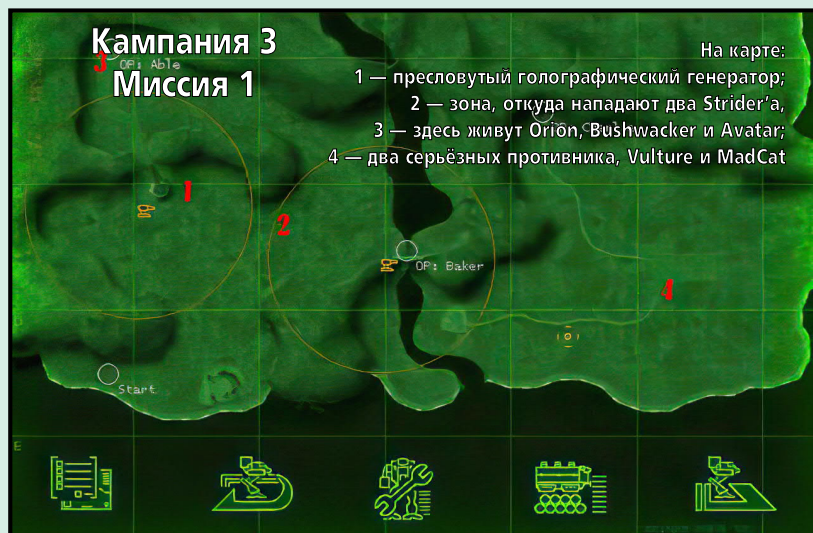 Кампания 3
Миссия 1
На карте:
1 — пресловутый голографический генератор;
2 — зона, откуда нападают два Strider’а,
3 — здесь живут Orion, Bushwacker и Avatar;
4 — два серьёзных противника, Vulture и MadCat
3
OP: Able
1
2
OP: Baker
4
Start
E